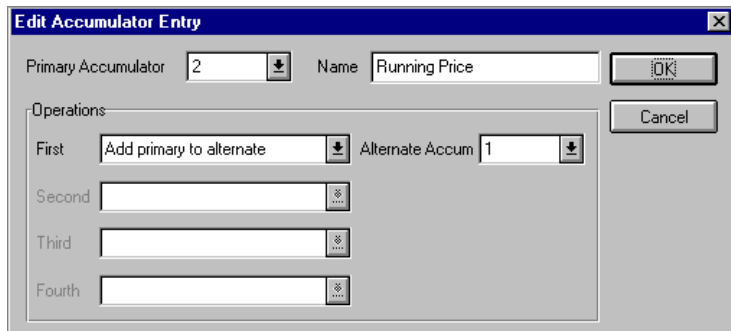 Edit Accumulator Entry
Primary Accumulator 2 Name Running Price OK
Operations Cancel
First Add primary to alternate Alternate Accum 1
Second
Third
Fourth